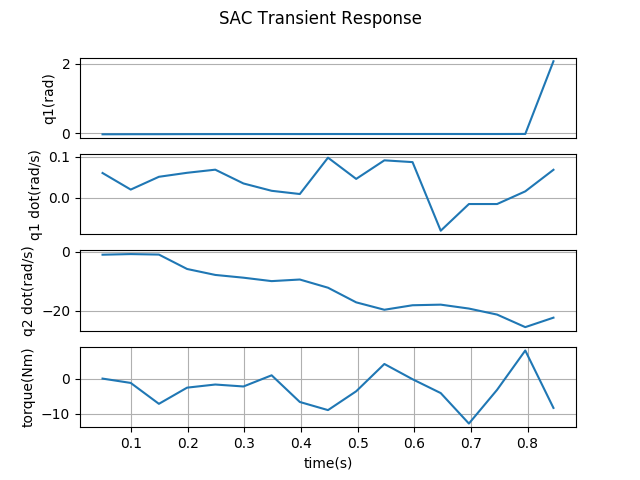 SAC Transient Response
q1(rad)
2
0
q1 dot(rad/s)
0.1
0.0
q2 dot(rad/s)
0
−20
torque(Nm)
0
−10
0.1 0.2 0.3 0.4 0.5 0.6 0.7 0.8
time(s)